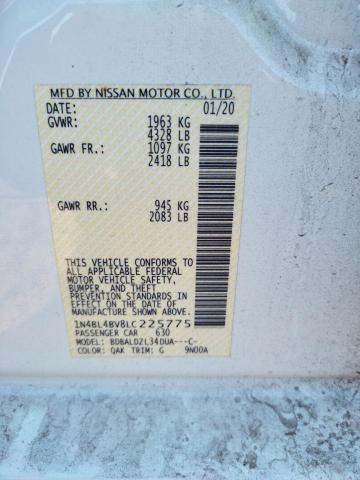 MFD BY NISSAN MOTOR CO., LTD.
DATE: 01/20
GVWR: 1963 KG
4328 LB
GAWR FR.: 1097 KG
2418 LB
GAWR RR.: 945 KG
2083 LB
THIS VEHICLE CONFORMS TO ALL
APPLICABLE FEDERAL
MOTOR VEHICLE SAFETY,
BUMPER, AND THEFT
PREVENTION STANDARDS
IN EFFECT ON THE DATE OF
MANUFACTURE SHOWN ABOVE.
1N4BL4BV8LC225775
PASSENGER CAR 630
MODEL: BDBALDZL34DUA---C-
COLOR: QAK TRIM: G 9N00A